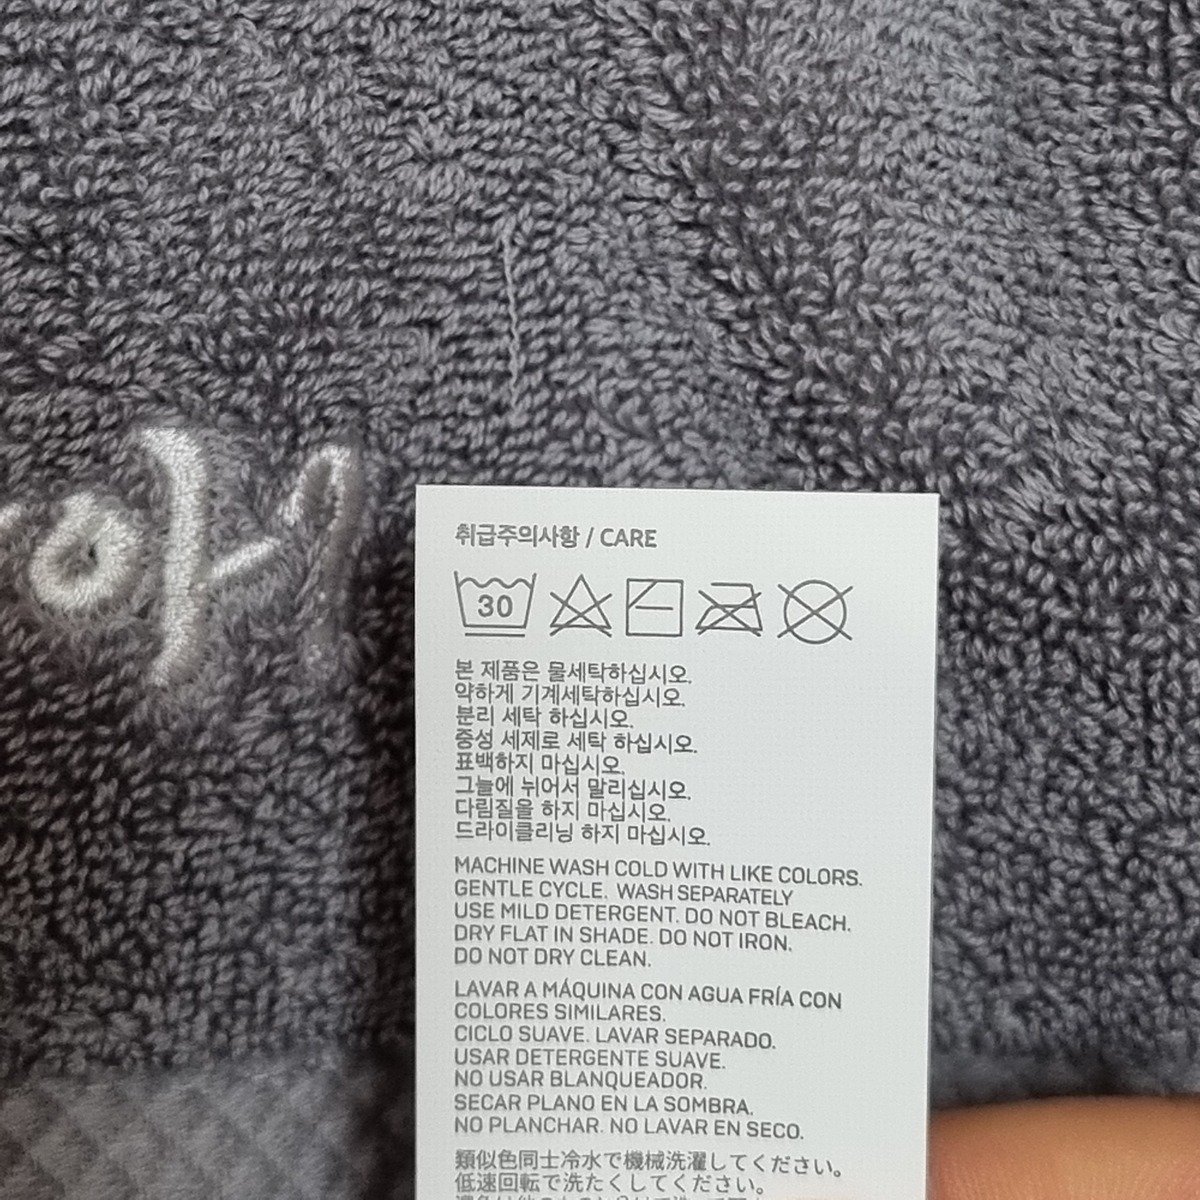 취급주의사항 / CARE
30
본 제품은 물세탁하십시오.
약하게 기계세탁하십시오.
분리 세탁 하십시오.
중성 세제로 세탁 하십시오.
표백하지 마십시오.
그늘에 뉘어서 말리십시오.
다림질을 하지 마십시오.
드라이클리닝 하지 마십시오.
MACHINE WASH COLD WITH LIKE COLORS.
GENTLE CYCLE. WASH SEPARATELY
USE MILD DETERGENT. DO NOT BLEACH.
DRY FLAT IN SHADE. DO NOT IRON.
DO NOT DRY CLEAN.
LAVAR A MÁQUINA CON AGUA FRÍA CON
COLORES SIMILARES.
CICLO SUAVE. LAVAR SEPARADO.
USAR DETERGENTE SUAVE.
NO USAR BLANQUEADOR.
SECAR PLANO EN LA SOMBRA.
NO PLANCHAR. NO LAVAR EN SECO.
類似色同士冷水で機械洗濯してください。
低速回転で洗たくしてください。